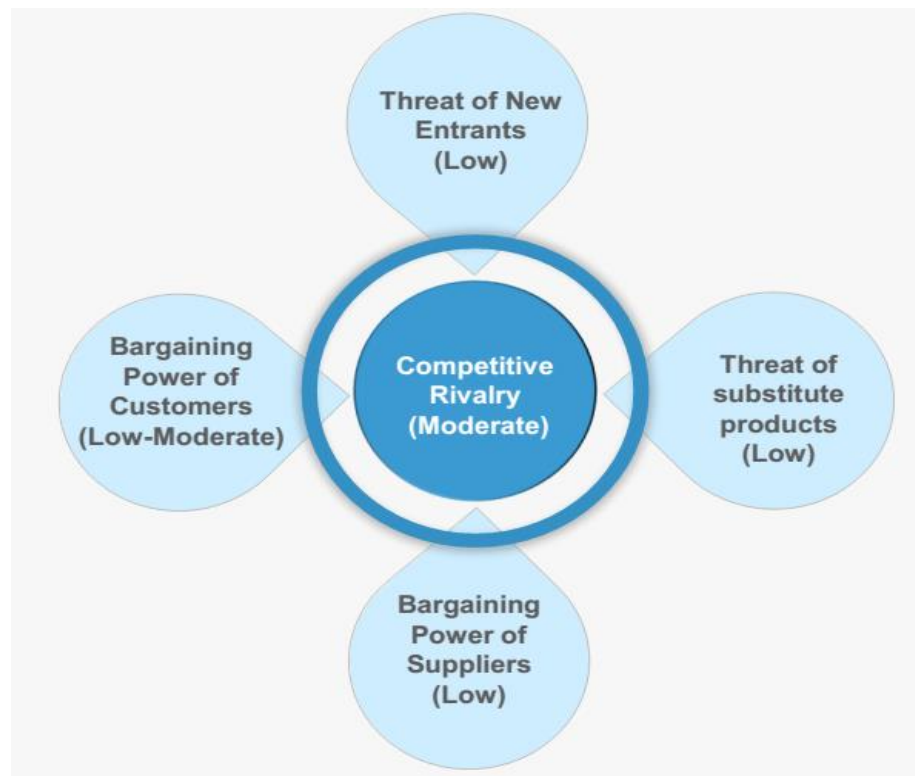 Threat of New
Entrants
(Low)
Bargaining
Power of
Customers
(Low-Moderate)
Competitive
Rivalry
(Moderate)
Threat of
substitute
products
(Low)
Bargaining
Power of
Suppliers
(Low)